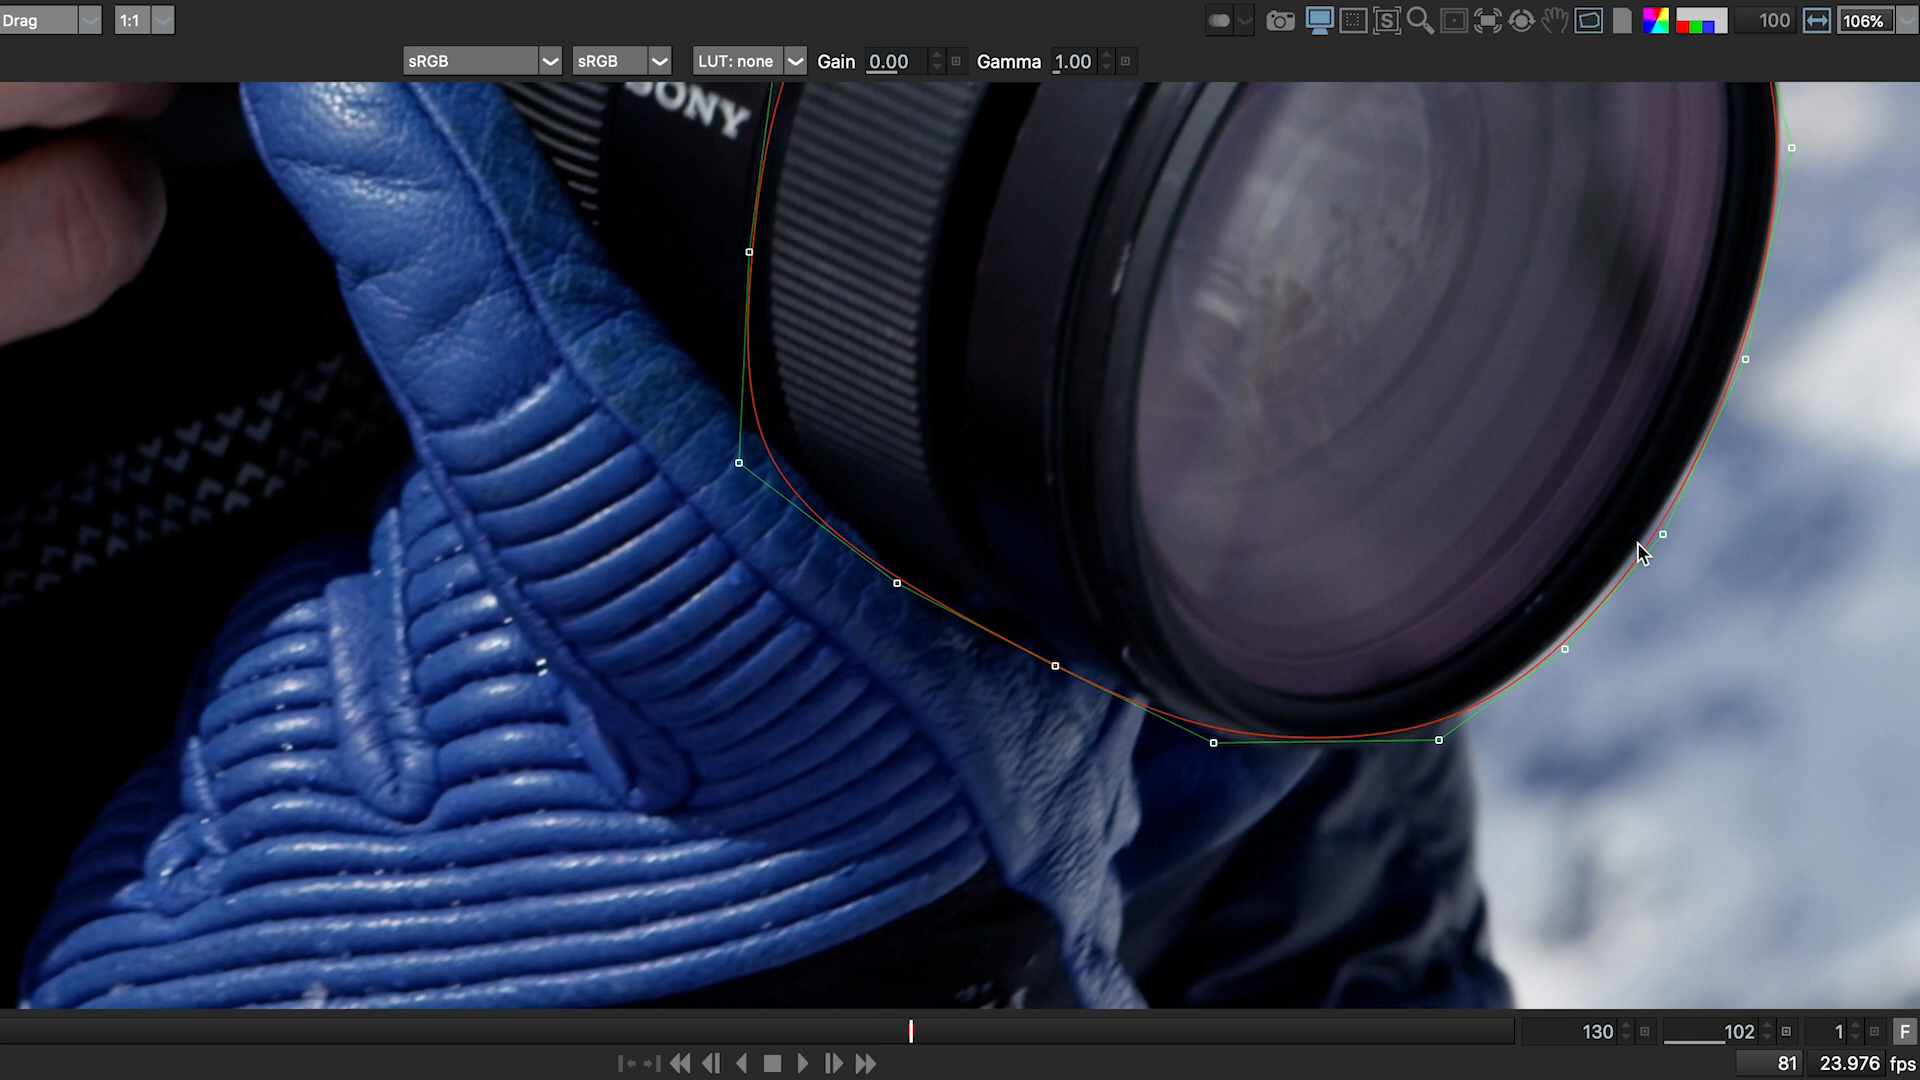 Drag 1:1 S 100 106%
sRGB sRGB LUT: none Gain 0.00 Gamma 1.00
SONY
130 102 1 F
81 23.976 fps